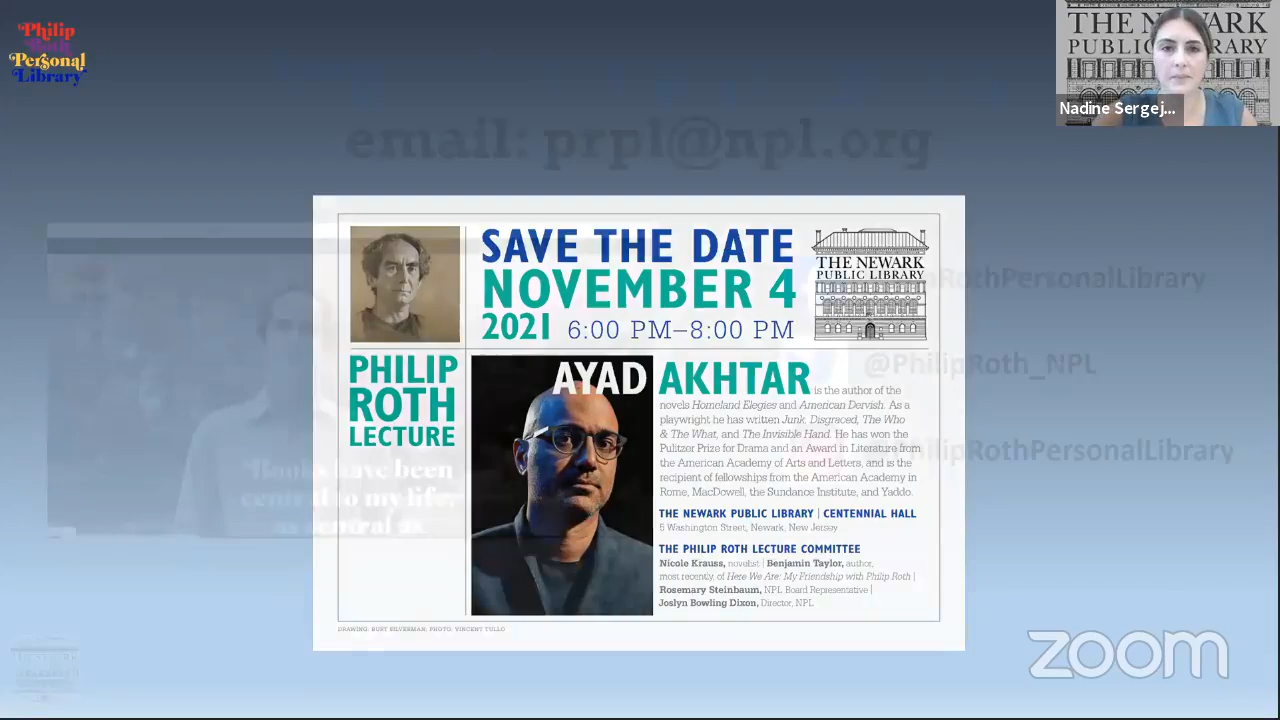 Philip
Roth
Personal
Library
THE NEWARK
PUBLIC LIBRARY
Nadine Sergej...
email: prpl@npl.org
SAVE THE DATE
NOVEMBER 4
2021 6:00 PM–8:00 PM
THE NEWARK
PUBLIC LIBRARY
RothPersonalLibrary
@PhilipRoth_NPL
PhilipRothPersonalLibrary
PHILIP
ROTH
LECTURE
"Books have been
central to my life,
as central as
AYAD AKHTAR is the author of the
novels Homeland Elegies and American Dervish. As a
playwright he has written Junk, Disgraced, The Who
& The What, and The Invisible Hand. He has won the
Pulitzer Prize for Drama and an Award in Literature from
the American Academy of Arts and Letters, and is the
recipient of fellowships from the American Academy in
Rome, MacDowell, the Sundance Institute, and Yaddo.
THE NEWARK PUBLIC LIBRARY | CENTENNIAL HALL
5 Washington Street, Newark, New Jersey
THE PHILIP ROTH LECTURE COMMITTEE
Nicole Krauss, novelist | Benjamin Taylor, author,
most recently, of Here We Are: My Friendship with Philip Roth |
Rosemary Steinbaum, NPL Board Representative |
Joslyn Bowling Dixon, Director, NPL
DRAWING: BURT SILVERMAN, PHOTO: VINCENT TULLO
zoom